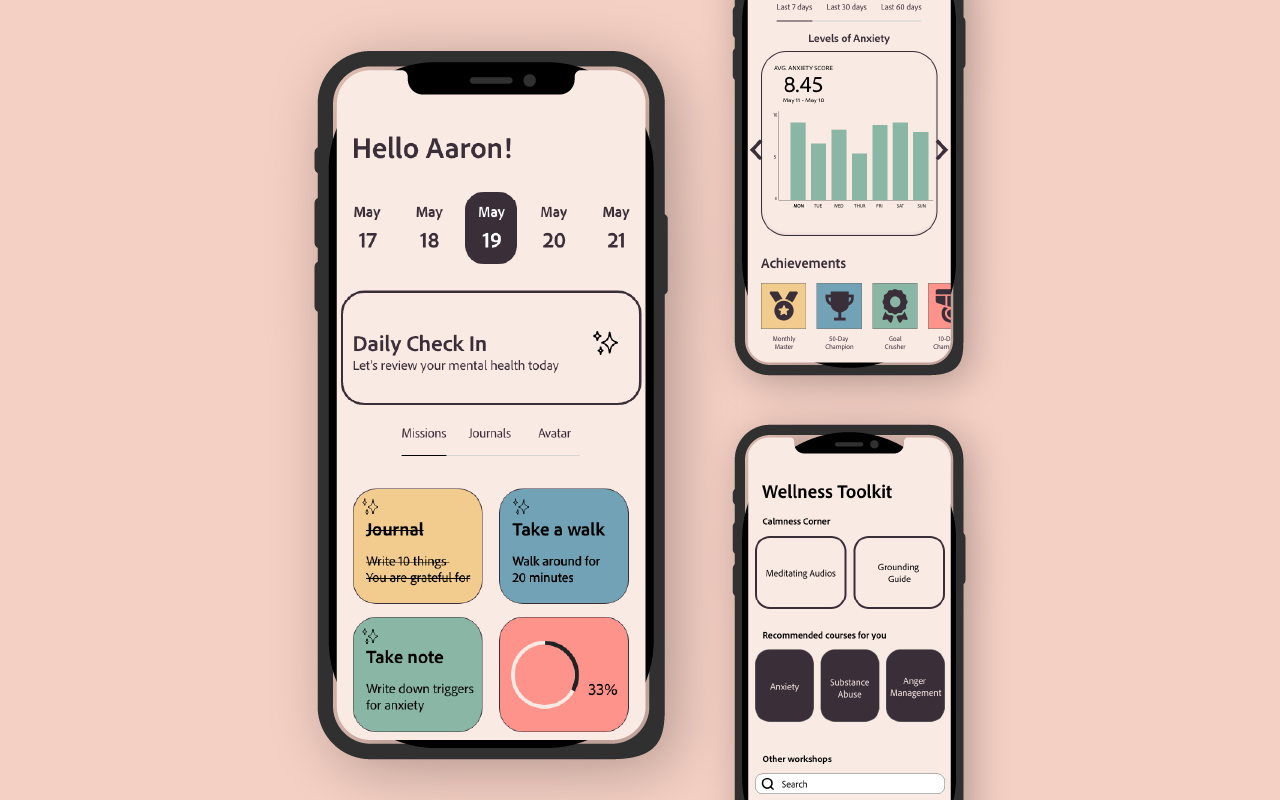 Hello Aaron!
May May May May May
17 18 19 20 21
Daily Check In
Let's review your mental health today
Missions Journals Avatar
Journal
Write 10 things
You are grateful for
Take a walk
Walk around for
20 minutes
Take note
Write down triggers
for anxiety
33%
Last 7 days Last 30 days Last 60 days
Levels of Anxiety
AVG. ANXIETY SCORE
8.45
May 11 - May 18
10
5
0
MON TUE WED THUR FRI SAT SUN
Achievements
Monthly
Master
50-Day
Champion
Goal
Crusher
10-D
Cham
Wellness Toolkit
Calmness Corner
Meditating Audios
Grounding
Guide
Recommended courses for you
Anxiety
Substance
Abuse
Anger
Management
Other workshops
Search